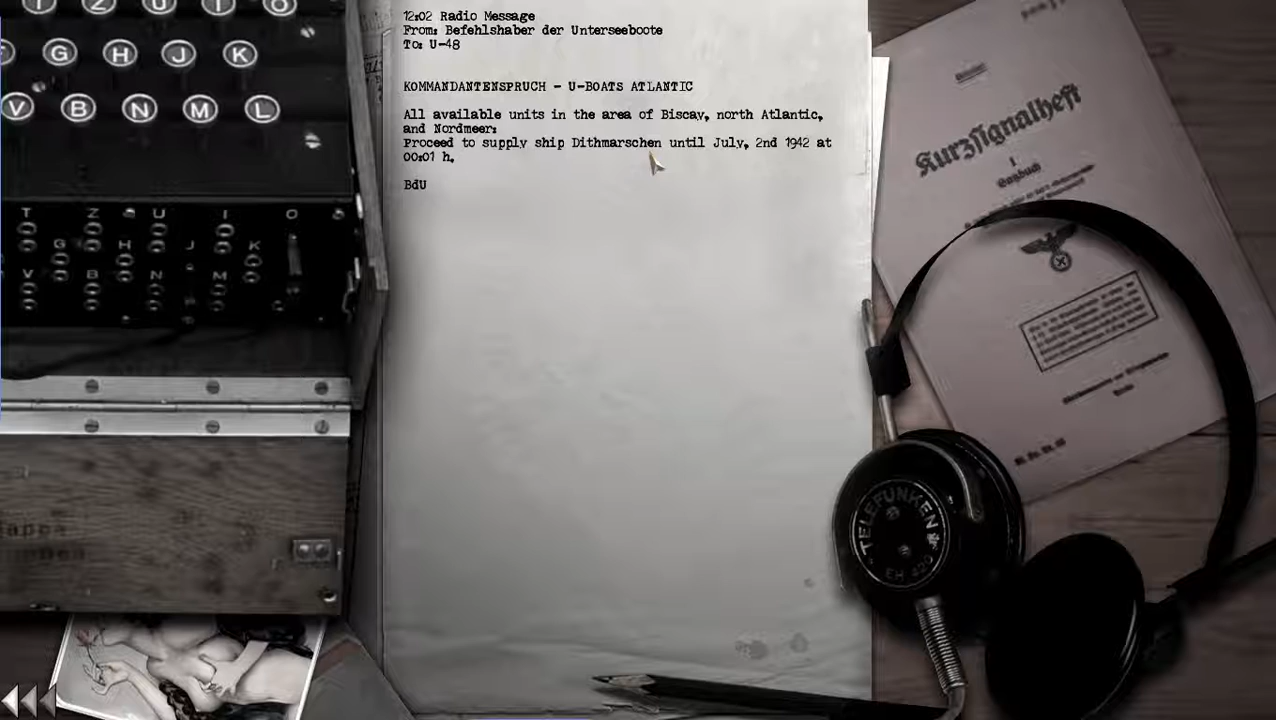 T Z U I O
G H J K
V B N M L
T Z U I O
G H J K
V B N M
12:02 Radio Message
From: Befehlshaber der Unterseeboote
To: U-48
KOMMANDANTENSPRUCH - U-BOATS ATLANTIC
All available units in the area of Biscay, north Atlantic,
and Nordmeer:
Proceed to supply ship Dithmarschen until July, 2nd 1942 at
00:01 h.
BdU
Kurzsignalheft
I
TELEFUNKEN
EH 420